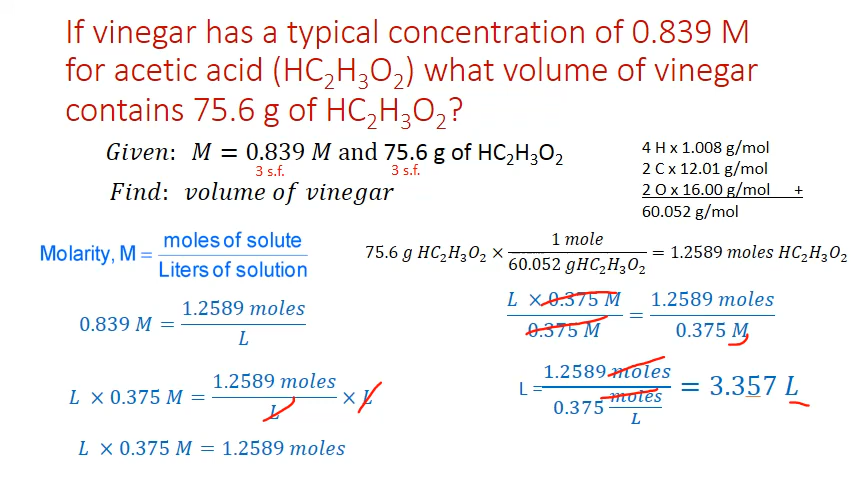 If vinegar has a typical concentration of 0.839 M
for acetic acid (HC₂H₃O₂) what volume of vinegar
contains 75.6 g of HC₂H₃O₂?
Given: M = 0.839 M and 75.6 g of HC₂H₃O₂
3 s.f. 3 s.f.
Find: volume of vinegar
4 H x 1.008 g/mol
2 C x 12.01 g/mol
2 O x 16.00 g/mol +
60.052 g/mol
Molarity, M = moles of solute / Liters of solution
75.6 g HC₂H₃O₂ × 1 mole / 60.052 gHC₂H₃O₂ = 1.2589 moles HC₂H₃O₂
0.839 M = 1.2589 moles / L
L × 0.375 M = 1.2589 moles / L × L
L × 0.375 M = 1.2589 moles
L × 0.375 M / 0.375 M = 1.2589 moles / 0.375 M
L = 1.2589 moles / 0.375 moles / L = 3.357 L